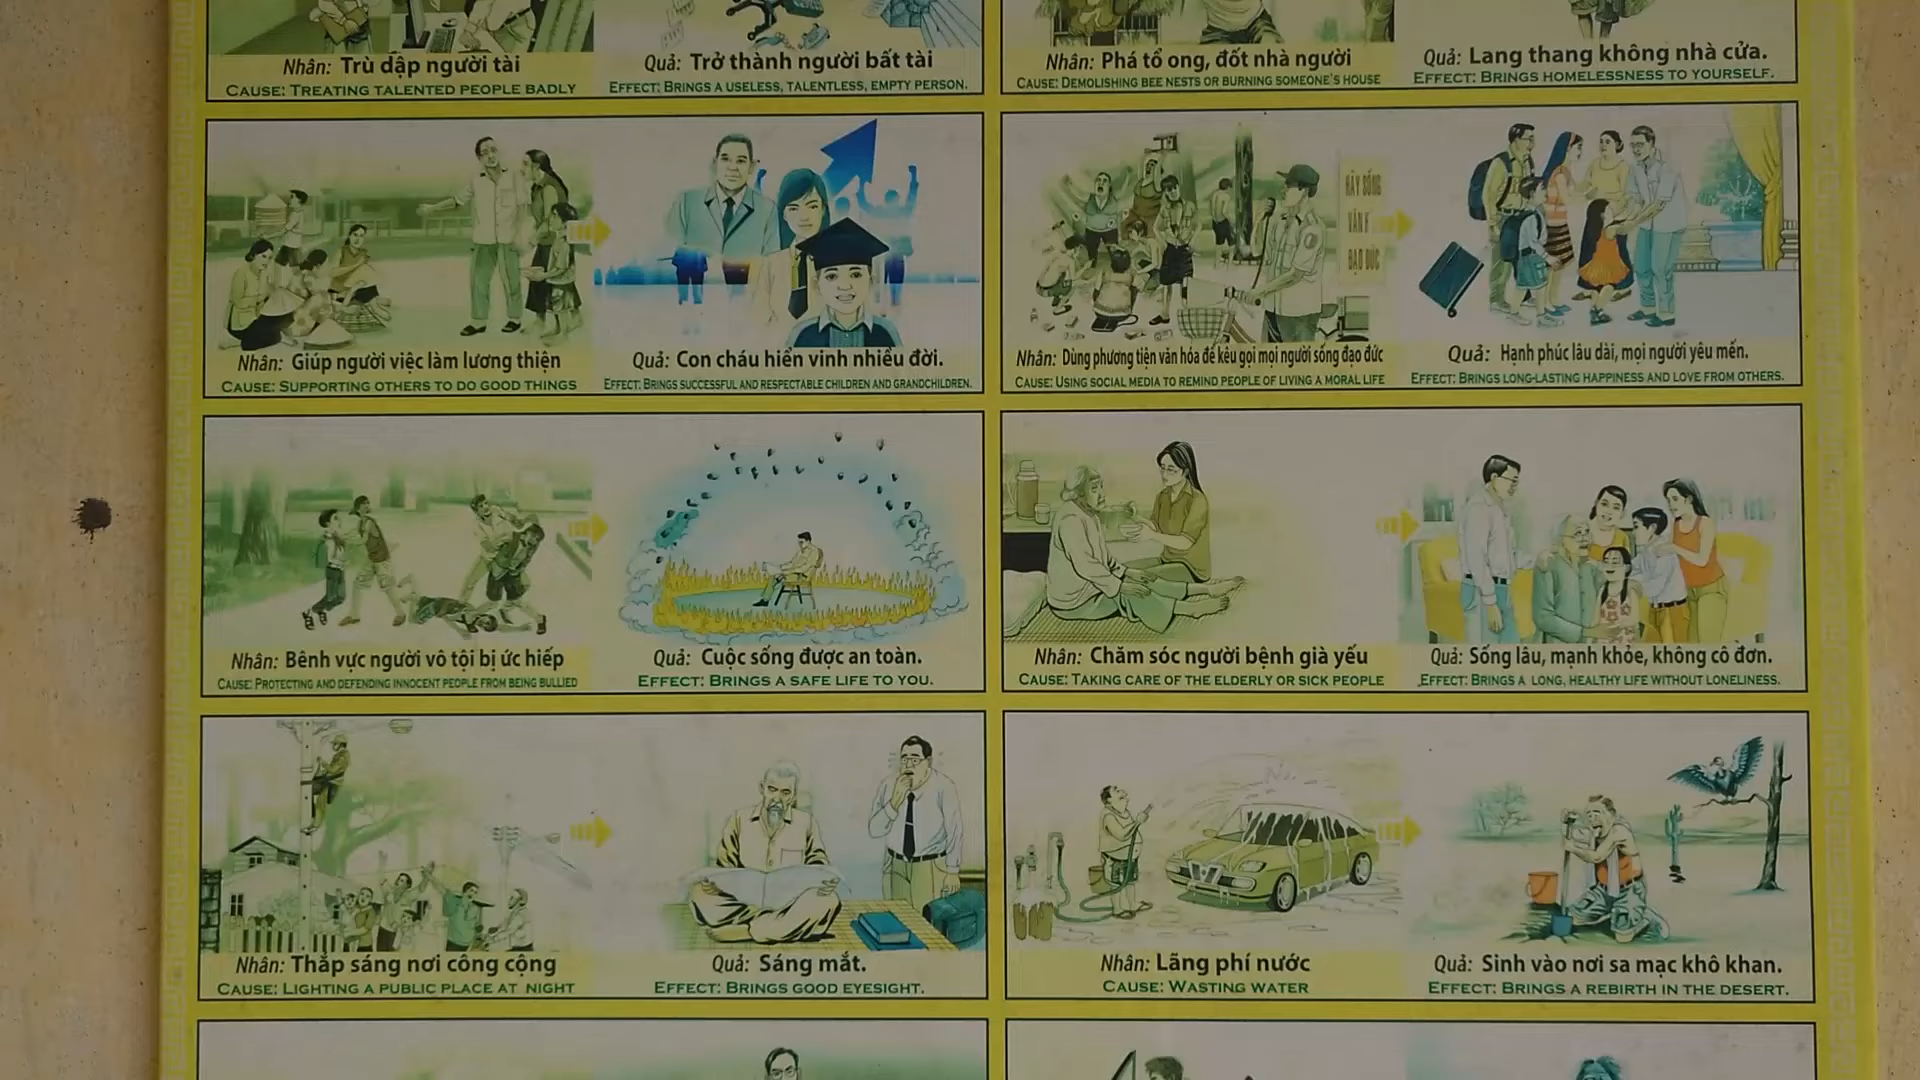 Nhân: Trù dập người tài
CAUSE: TREATING TALENTED PEOPLE BADLY
Quả: Trở thành người bất tài
EFFECT: BRINGS A USELESS, TALENTLESS, EMPTY PERSON.
Nhân: Phá tổ ong, đốt nhà người
CAUSE: DEMOLISHING BEE NESTS OR BURNING SOMEONE'S HOUSE
Quả: Lang thang không nhà cửa.
EFFECT: BRINGS HOMELESSNESS TO YOURSELF.
Nhân: Giúp người việc làm lương thiện
CAUSE: SUPPORTING OTHERS TO DO GOOD THINGS
Quả: Con cháu hiển vinh nhiều đời.
EFFECT: BRINGS SUCCESSFUL AND RESPECTABLE CHILDREN AND GRANDCHILDREN.
HÃY SỐNG
VĂN
ĐẠO ĐỨC
Nhân: Dùng phương tiện văn hóa để kêu gọi mọi người sống đạo đức
CAUSE: USING SOCIAL MEDIA TO REMIND PEOPLE OF LIVING A MORAL LIFE
Quả: Hạnh phúc lâu dài, mọi người yêu mến.
EFFECT: BRINGS LONG-LASTING HAPPINESS AND LOVE FROM OTHERS.
Nhân: Bênh vực người vô tội bị ức hiếp
CAUSE: PROTECTING AND DEFENDING INNOCENT PEOPLE FROM BEING BULLIED
Quả: Cuộc sống được an toàn.
EFFECT: BRINGS A SAFE LIFE TO YOU.
Nhân: Chăm sóc người bệnh già yếu
CAUSE: TAKING CARE OF THE ELDERLY OR SICK PEOPLE
Quả: Sống lâu, mạnh khỏe, không cô đơn.
EFFECT: BRINGS A LONG, HEALTHY LIFE WITHOUT LONELINESS.
Nhân: Thắp sáng nơi công cộng
CAUSE: LIGHTING A PUBLIC PLACE AT NIGHT
Quả: Sáng mắt.
EFFECT: BRINGS GOOD EYESIGHT.
Nhân: Lãng phí nước
CAUSE: WASTING WATER
Quả: Sinh vào nơi sa mạc khô khan.
EFFECT: BRINGS A REBIRTH IN THE DESERT.